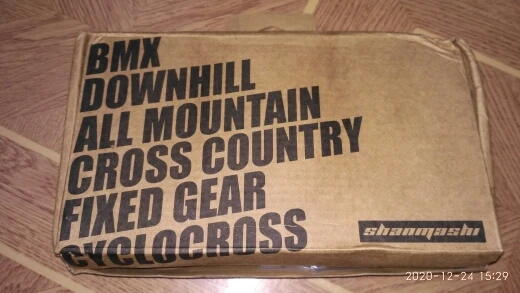 BMX
DOWNHILL
ALL MOUNTAIN
CROSS COUNTRY
FIXED GEAR
CYCLOCROSS
shanmashi
2020-12-24 15:29